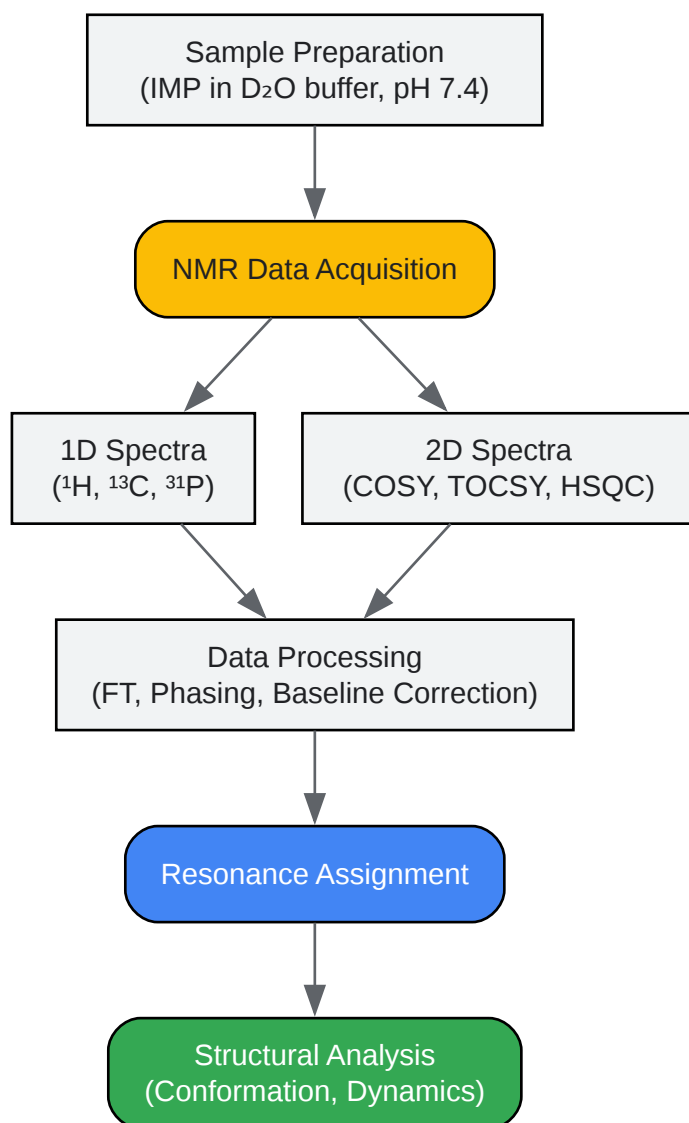 Sample Preparation
(IMP in D₂O buffer, pH 7.4)
NMR Data Acquisition
1D Spectra
(¹H, ¹³C, ³¹P)
2D Spectra
(COSY, TOCSY, HSQC)
Data Processing
(FT, Phasing, Baseline Correction)
Resonance Assignment
Structural Analysis
(Conformation, Dynamics)